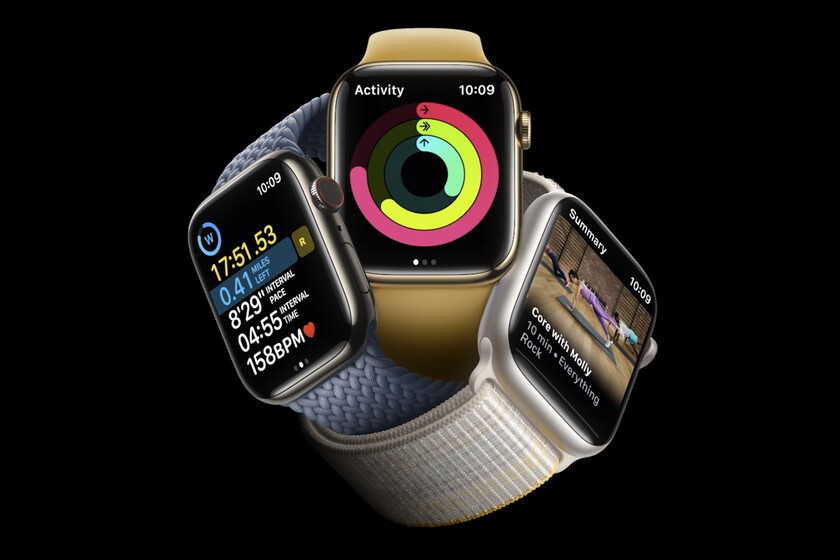 Activity 10:09
10:09
W
17:51.53
R
0.41 MILES LEFT
8'29" INTERVAL PACE
04:55 INTERVAL TIME
158BPM
Summary
10:09
Core with Molly
10 min • Everything
Rock